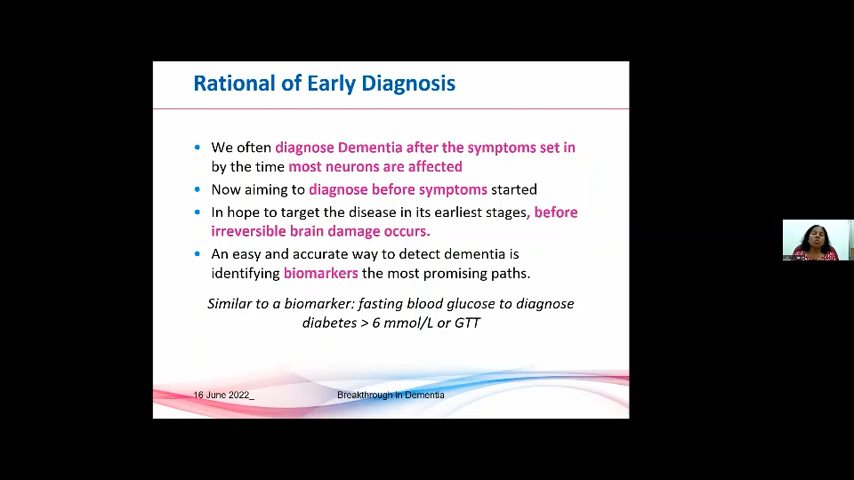 Rational of Early Diagnosis
We often diagnose Dementia after the symptoms set in
by the time most neurons are affected
Now aiming to diagnose before symptoms started
In hope to target the disease in its earliest stages, before
irreversible brain damage occurs.
An easy and accurate way to detect dementia is
identifying biomarkers the most promising paths.
Similar to a biomarker: fasting blood glucose to diagnose
diabetes > 6 mmol/L or GTT
16 June 2022_
Breakthrough In Dementia